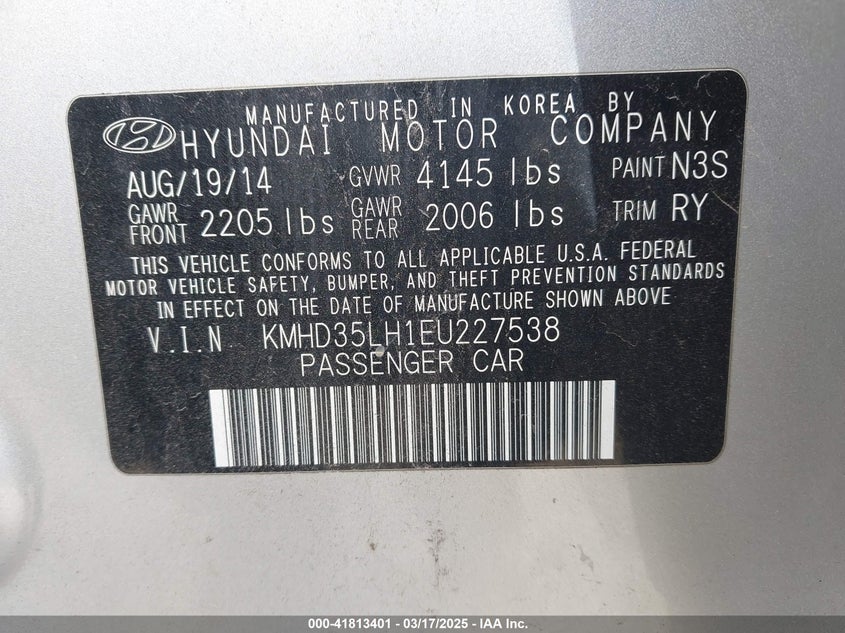 MANUFACTURED IN KOREA BY
HYUNDAI MOTOR COMPANY
AUG/19/14 GVWR 4145 lbs PAINT N3S
GAWR FRONT 2205 lbs GAWR REAR 2006 lbs TRIM RY
THIS VEHICLE CONFORMS TO ALL APPLICABLE U.S.A. FEDERAL
MOTOR VEHICLE SAFETY, BUMPER, AND THEFT PREVENTION STANDARDS
IN EFFECT ON THE DATE OF MANUFACTURE SHOWN ABOVE
V.I.N KMHD35LH1EU227538
PASSENGER CAR
000-41813401 - 03/17/2025 - IAA, Inc.